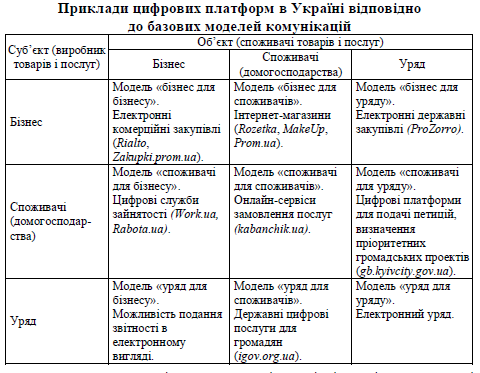 Приклади цифрових платформ в Україні відповідно
до базових моделей комунікацій
Суб’єкт (виробник
товарів і послуг)
Об’єкт (споживачі товарів і послуг)
Бізнес
Споживачі
(домогосподарства)
Уряд
Бізнес
Модель «бізнес для
бізнесу».
Електронні
комерційні закупівлі
(Rialto,
Zakupki.prom.ua).
Модель «бізнес для
споживачів».
Інтернет-магазини
(Rozetka, MakeUp,
Prom.ua).
Модель «бізнес для
уряду».
Електронні державні
закупівлі (ProZorro).
Споживачі
(домогосподар-
ства)
Модель «споживачі
для бізнесу».
Цифрові служби
зайнятості (Work.ua,
Rabota.ua).
Модель «споживачі
для споживачів».
Онлайн-сервіси
замовлення послуг
(kabanchik.ua).
Модель «споживачі
для уряду».
Цифрові платформи
для подачі петицій,
визначення
пріоритетних
громадських проектів
(gb.kyivcity.gov.ua).
Уряд
Модель «уряд для
бізнесу».
Можливість подання
звітності в
електронному
вигляді.
Модель «уряд для
споживачів».
Державні цифрові
послуги для
громадян
(igov.org.ua).
Модель «уряд для
уряду».
Електронний уряд.